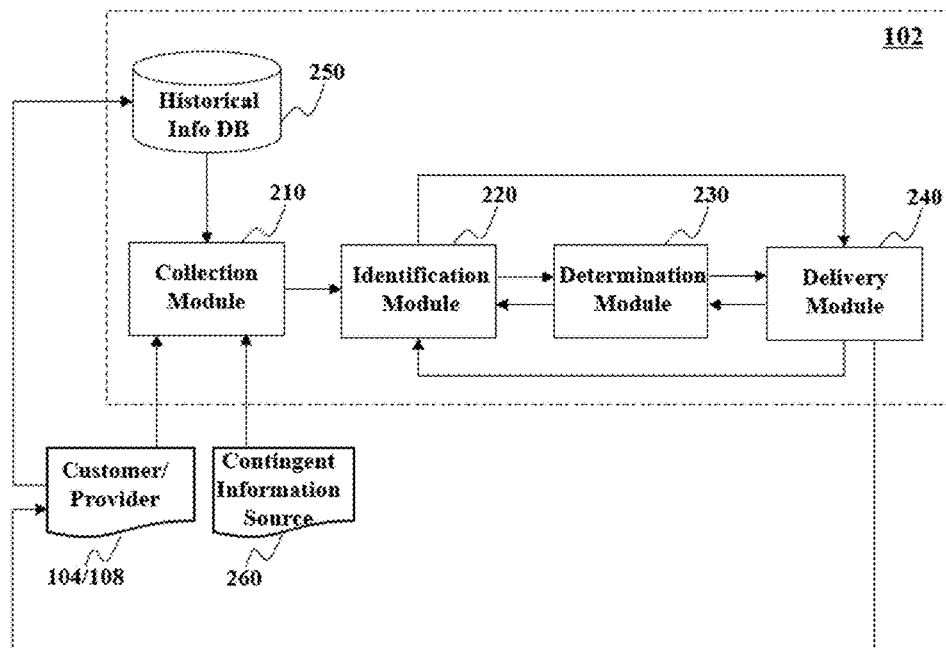 102
250
Historical
Info DB
210
220
230
240
Collection
Module
Identification
Module
Determination
Module
Delivery
Module
Customer/
Provider
Contingent
Information
Source
104/108
260